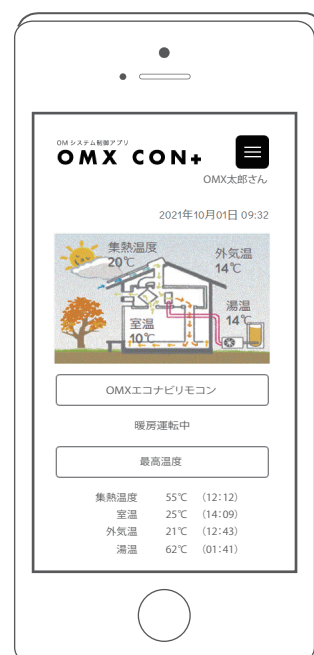 OMシステム制御アプリ
OMX CON+
OMX太郎さん
2021年10月01日 09:32
集熱温度
20℃
外気温
14℃
湯温
14℃
室温
10℃
OMXエコナビリモコン
暖房運転中
最高温度
集熱温度 55℃ (12:12)
室温 25℃ (14:09)
外気温 21℃ (12:43)
湯温 62℃ (01:41)